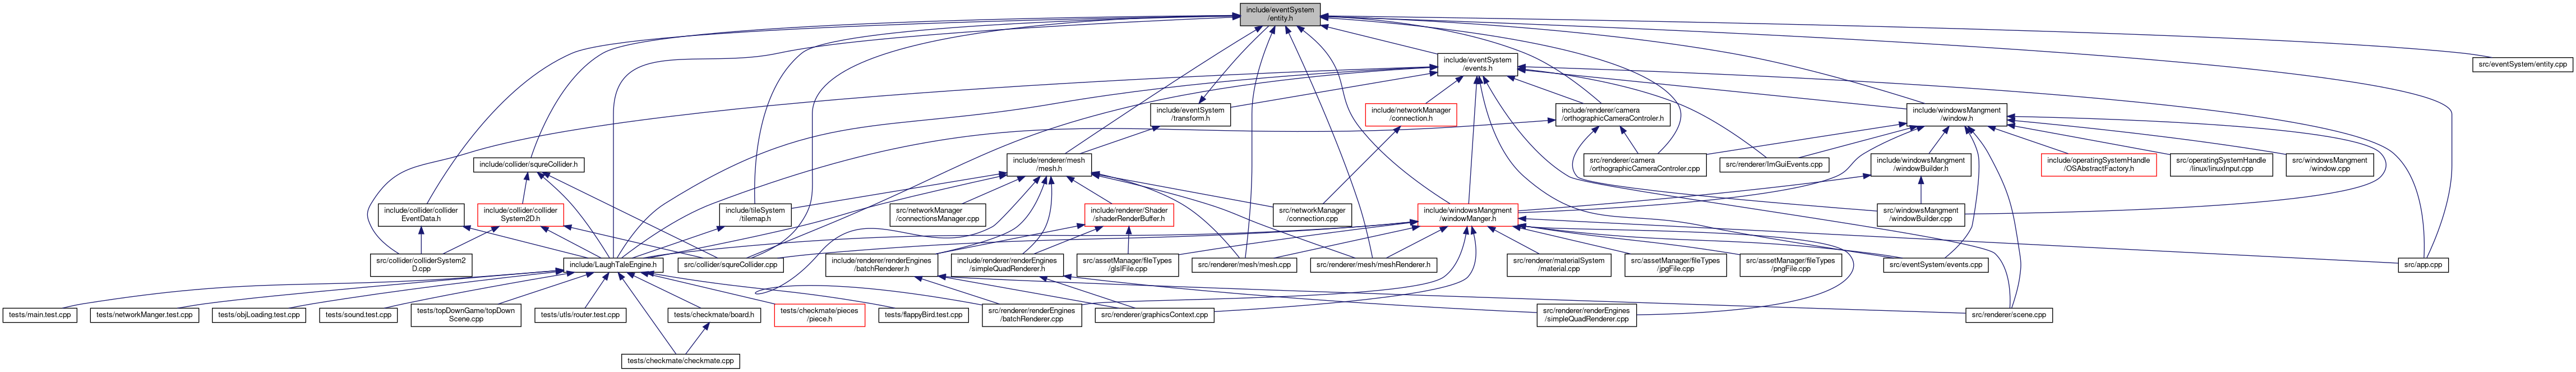 include/eventSystem
/entity.h
include/eventSystem
/events.h
src/eventSystem/entity.cpp
include/eventSystem
/transform.h
include/networkManager
/connection.h
include/renderer/camera
/orthographicCameraControler.h
include/windowsMangment
/window.h
include/collider/squreCollider.h
include/renderer/mesh
/mesh.h
src/renderer/camera
/orthographicCameraControler.cpp
src/renderer/ImGuiEvents.cpp
include/windowsMangment
/windowBuilder.h
include/operatingSystemHandle
/OSAbstractFactory.h
src/operatingSystemHandle
/linux/linuxInput.cpp
src/windowsMangment
/window.cpp
include/collider/collider
EventData.h
include/collider/collider
System2D.h
include/tileSystem
/tilemap.h
src/networkManager
/connectionsManager.cpp
include/renderer/Shader
/shaderRenderBuffer.h
src/networkManager
/connection.cpp
include/windowsMangment
/windowManger.h
src/windowsMangment
/windowBuilder.cpp
src/collider/colliderSystem2
D.cpp
include/LaughTaleEngine.h
src/collider/squreCollider.cpp
include/renderer/renderEngines
/batchRenderer.h
include/renderer/renderEngines
/simpleQuadRenderer.h
src/assetManager/fileTypes
/glslFile.cpp
src/renderer/mesh/mesh.cpp
src/renderer/mesh/meshRenderer.h
src/renderer/materialSystem
/material.cpp
src/assetManager/fileTypes
/jpgFile.cpp
src/assetManager/fileTypes
/pngFile.cpp
src/eventSystem/events.cpp
src/app.cpp
tests/main.test.cpp
tests/networkManger.test.cpp
tests/objLoading.test.cpp
tests/sound.test.cpp
tests/topDownGame/topDown
Scene.cpp
tests/utls/router.test.cpp
tests/checkmate/board.h
tests/checkmate/pieces
/piece.h
tests/flappyBird.test.cpp
src/renderer/renderEngines
/batchRenderer.cpp
src/renderer/graphicsContext.cpp
src/renderer/renderEngines
/simpleQuadRenderer.cpp
src/renderer/scene.cpp
tests/checkmate/checkmate.cpp